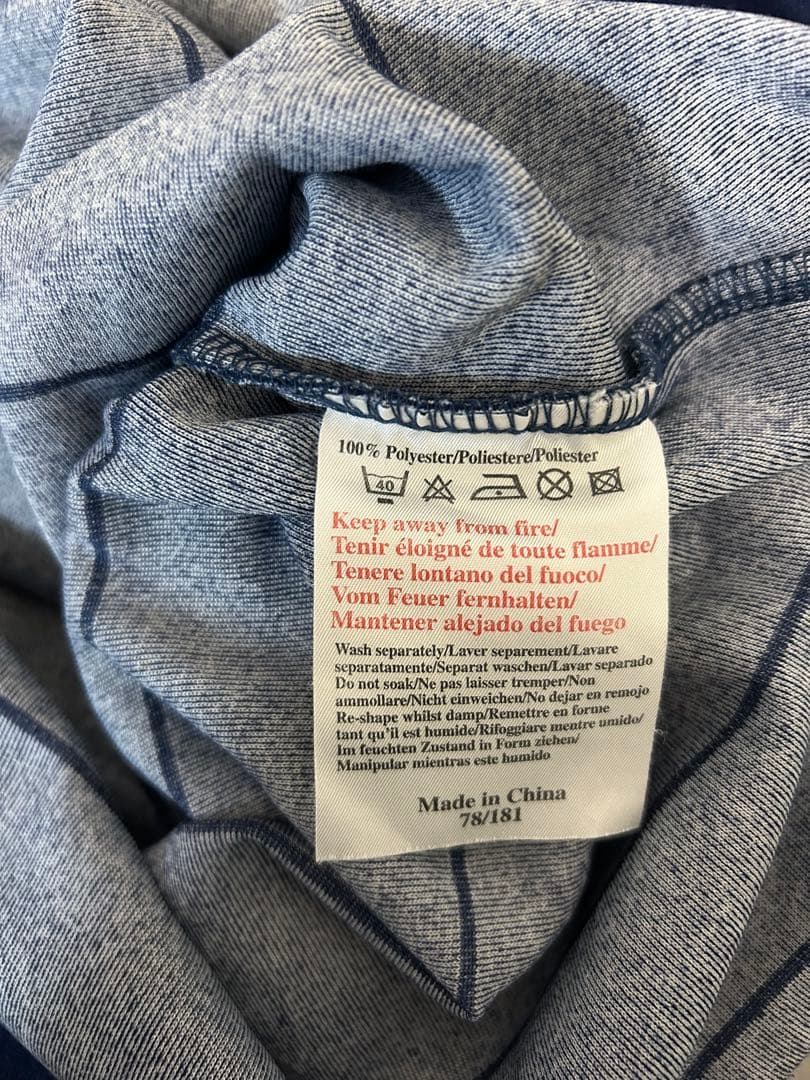 100% Polyester/Poliestere/Poliester
40
Keep away from fire/
Tenir éloigné de toute flamme/
Tenere lontano del fuoco/
Vom Feuer fernhalten/
Mantener alejado del fuego
Wash separately/Laver separement/Lavare
separatamente/Separat waschen/Lavar separado
Do not soak/Ne pas laisser tremper/Non
ammollare/Nicht einweichen/No dejar en remojo
Re-shape whilst damp/Remettre en forme
tant qu'il est humide/Rifoggiare mentre umido/
Im feuchten Zustand in Form ziehen/
Manipular mientras este humido
Made in China
78/181